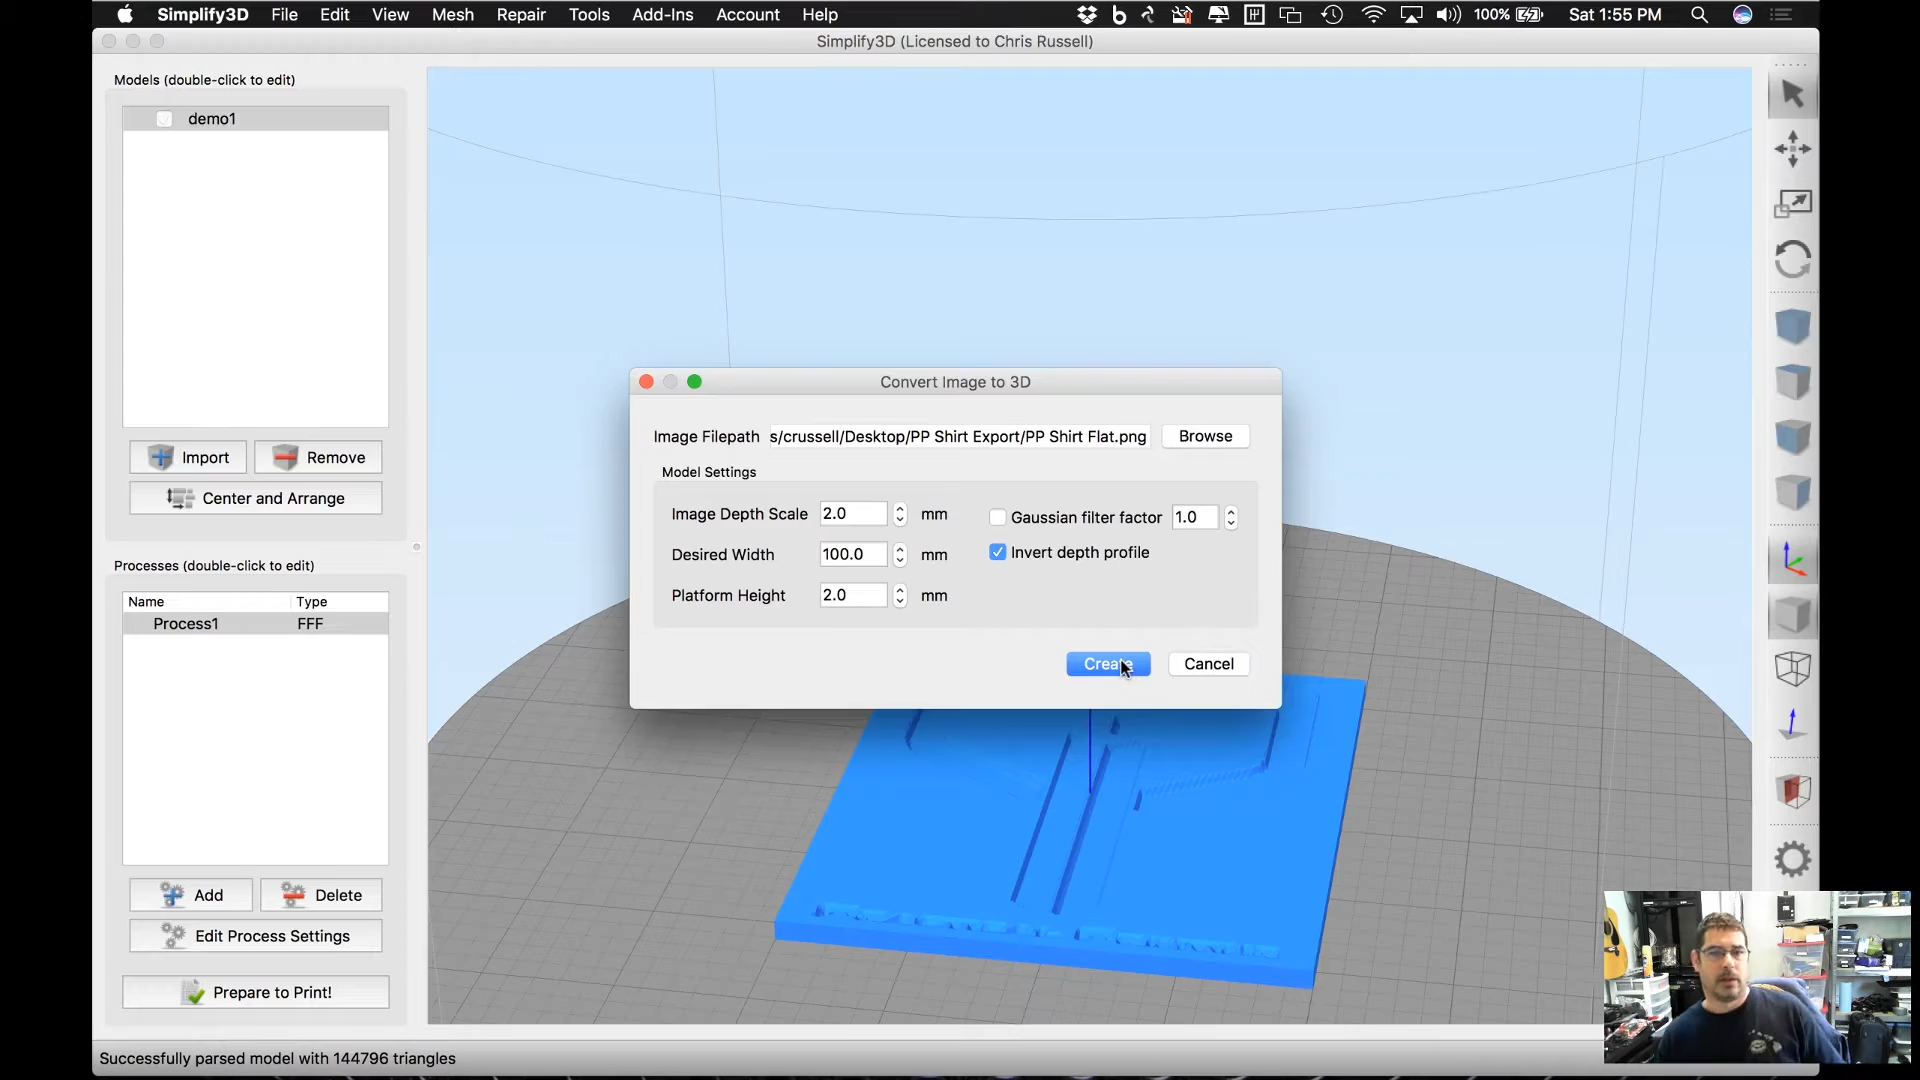 Simplify3D File Edit View Mesh Repair Tools Add-Ins Account Help 100% Sat 1:55 PM
Simplify3D (Licensed to Chris Russell)
Models (double-click to edit)
demo1
Import Remove
Center and Arrange
Processes (double-click to edit)
Name Type
Process1 FFF
Add Delete
Edit Process Settings
Prepare to Print!
Successfully parsed model with 144796 triangles
Convert Image to 3D
Image Filepath s/crussell/Desktop/PP Shirt Export/PP Shirt Flat.png Browse
Model Settings
Image Depth Scale 2.0 mm Gaussian filter factor 1.0
Desired Width 100.0 mm Invert depth profile
Platform Height 2.0 mm
Create Cancel